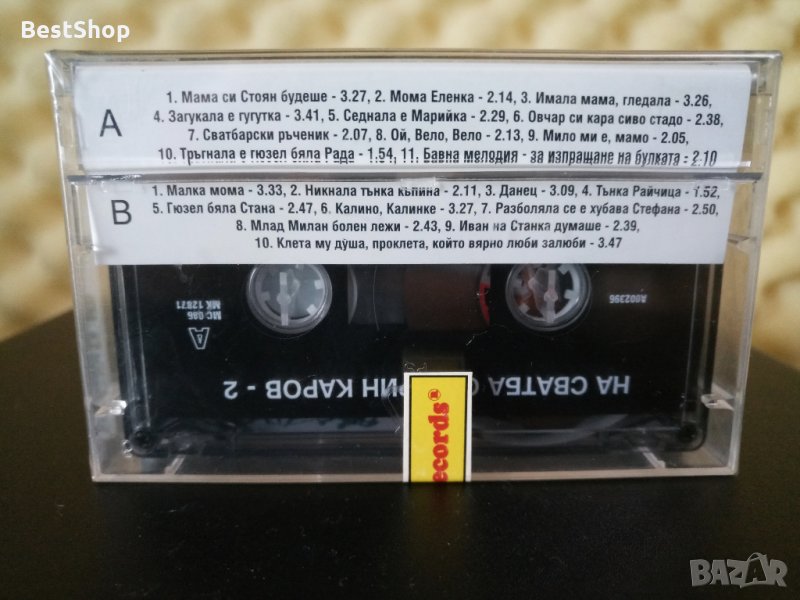 BestShop
A
1. Мама си Стоян будеше - 3.27, 2. Мома Еленка - 2.14, 3. Имала мама, гледала - 3.26,
4. Загукала е гугутка - 3.41, 5. Седнала е Марийка - 2.29, 6. Овчар си кара сиво стадо - 2.38,
7. Сватбарски ръченик - 2.07, 8. Ой, Вело, Вело - 2.13, 9. Мило ми е, мамо - 2.05,
10. Тръгнала е гюзел бяла Рада - 1.54, 11. Бавна мелодия - за изпращане на булката - 2.10
B
1. Малка мома - 3.33, 2. Никнала тънка къпина - 2.11, 3. Данец - 3.09, 4. Тънка Райчица - 1.52,
5. Гюзел бяла Стана - 2.47, 6. Калино, Калинке - 3.27, 7. Разболяла се е хубава Стефана - 2.50,
8. Млад Милан болен лежи - 2.43, 9. Иван на Станка думаше - 2.39,
10. Клета му душа, проклета, който вярно люби залюби - 3.47
A002396
MC 086
MK 12871
A
НА СВАТБА РИН КАРОВ - 2
ecords®
BAZAR